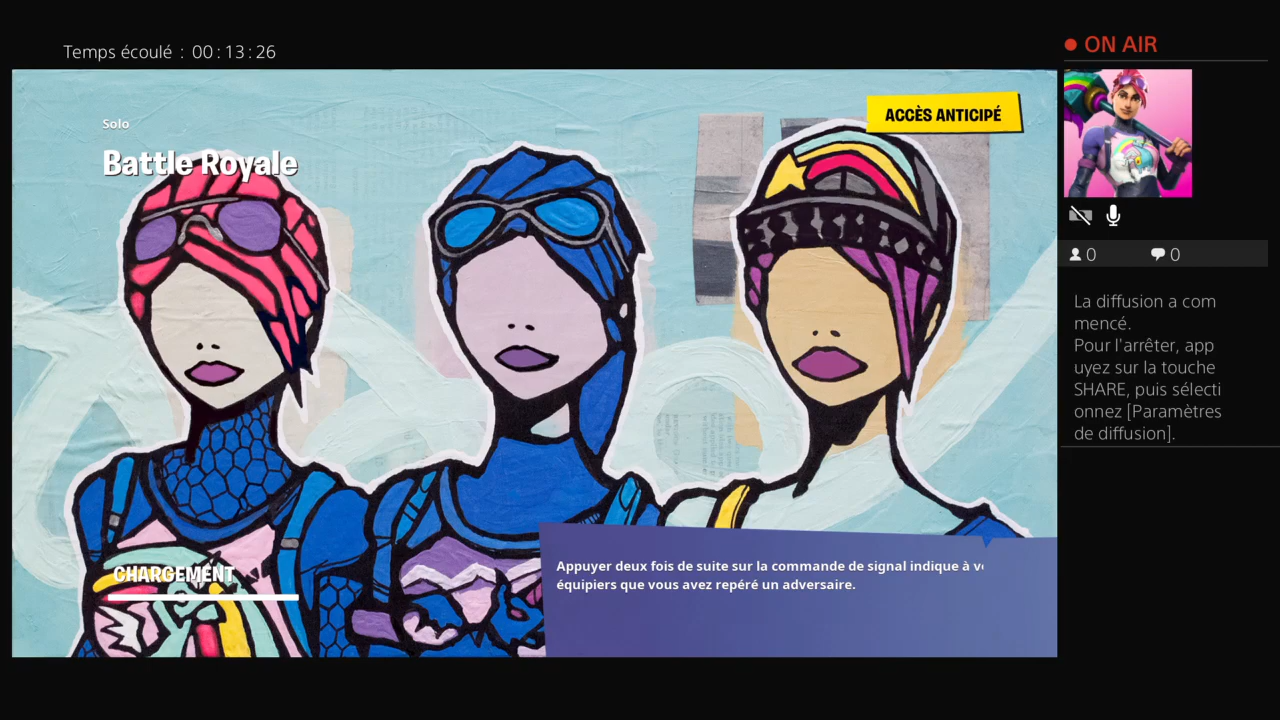 Temps écoulé : 00:13:26
ON AIR
Solo
Battle Royale
ACCÈS ANTICIPÉ
0 0
La diffusion a com
mencé.
Pour l'arrêter, app
uyez sur la touche
SHARE, puis sélecti
onnez [Paramètres
de diffusion].
CHARGEMENT
Appuyer deux fois de suite sur la commande de signal indique à
équipiers que vous avez repéré un adversaire.